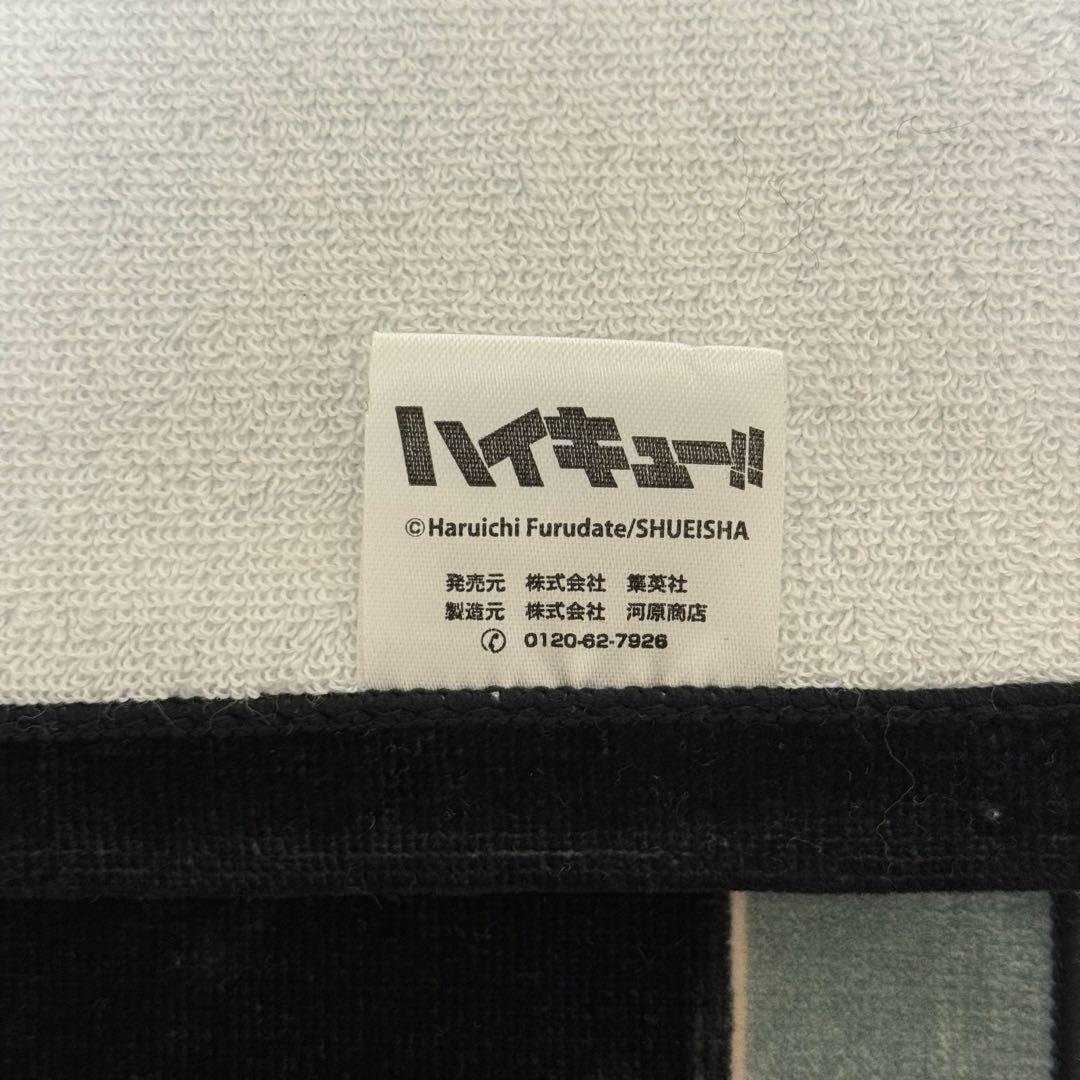 ハイキュー!!
©Haruichi Furudate/SHUEISHA
発売元 株式会社 集英社
製造元 株式会社 河原商店
✆ 0120-62-7926